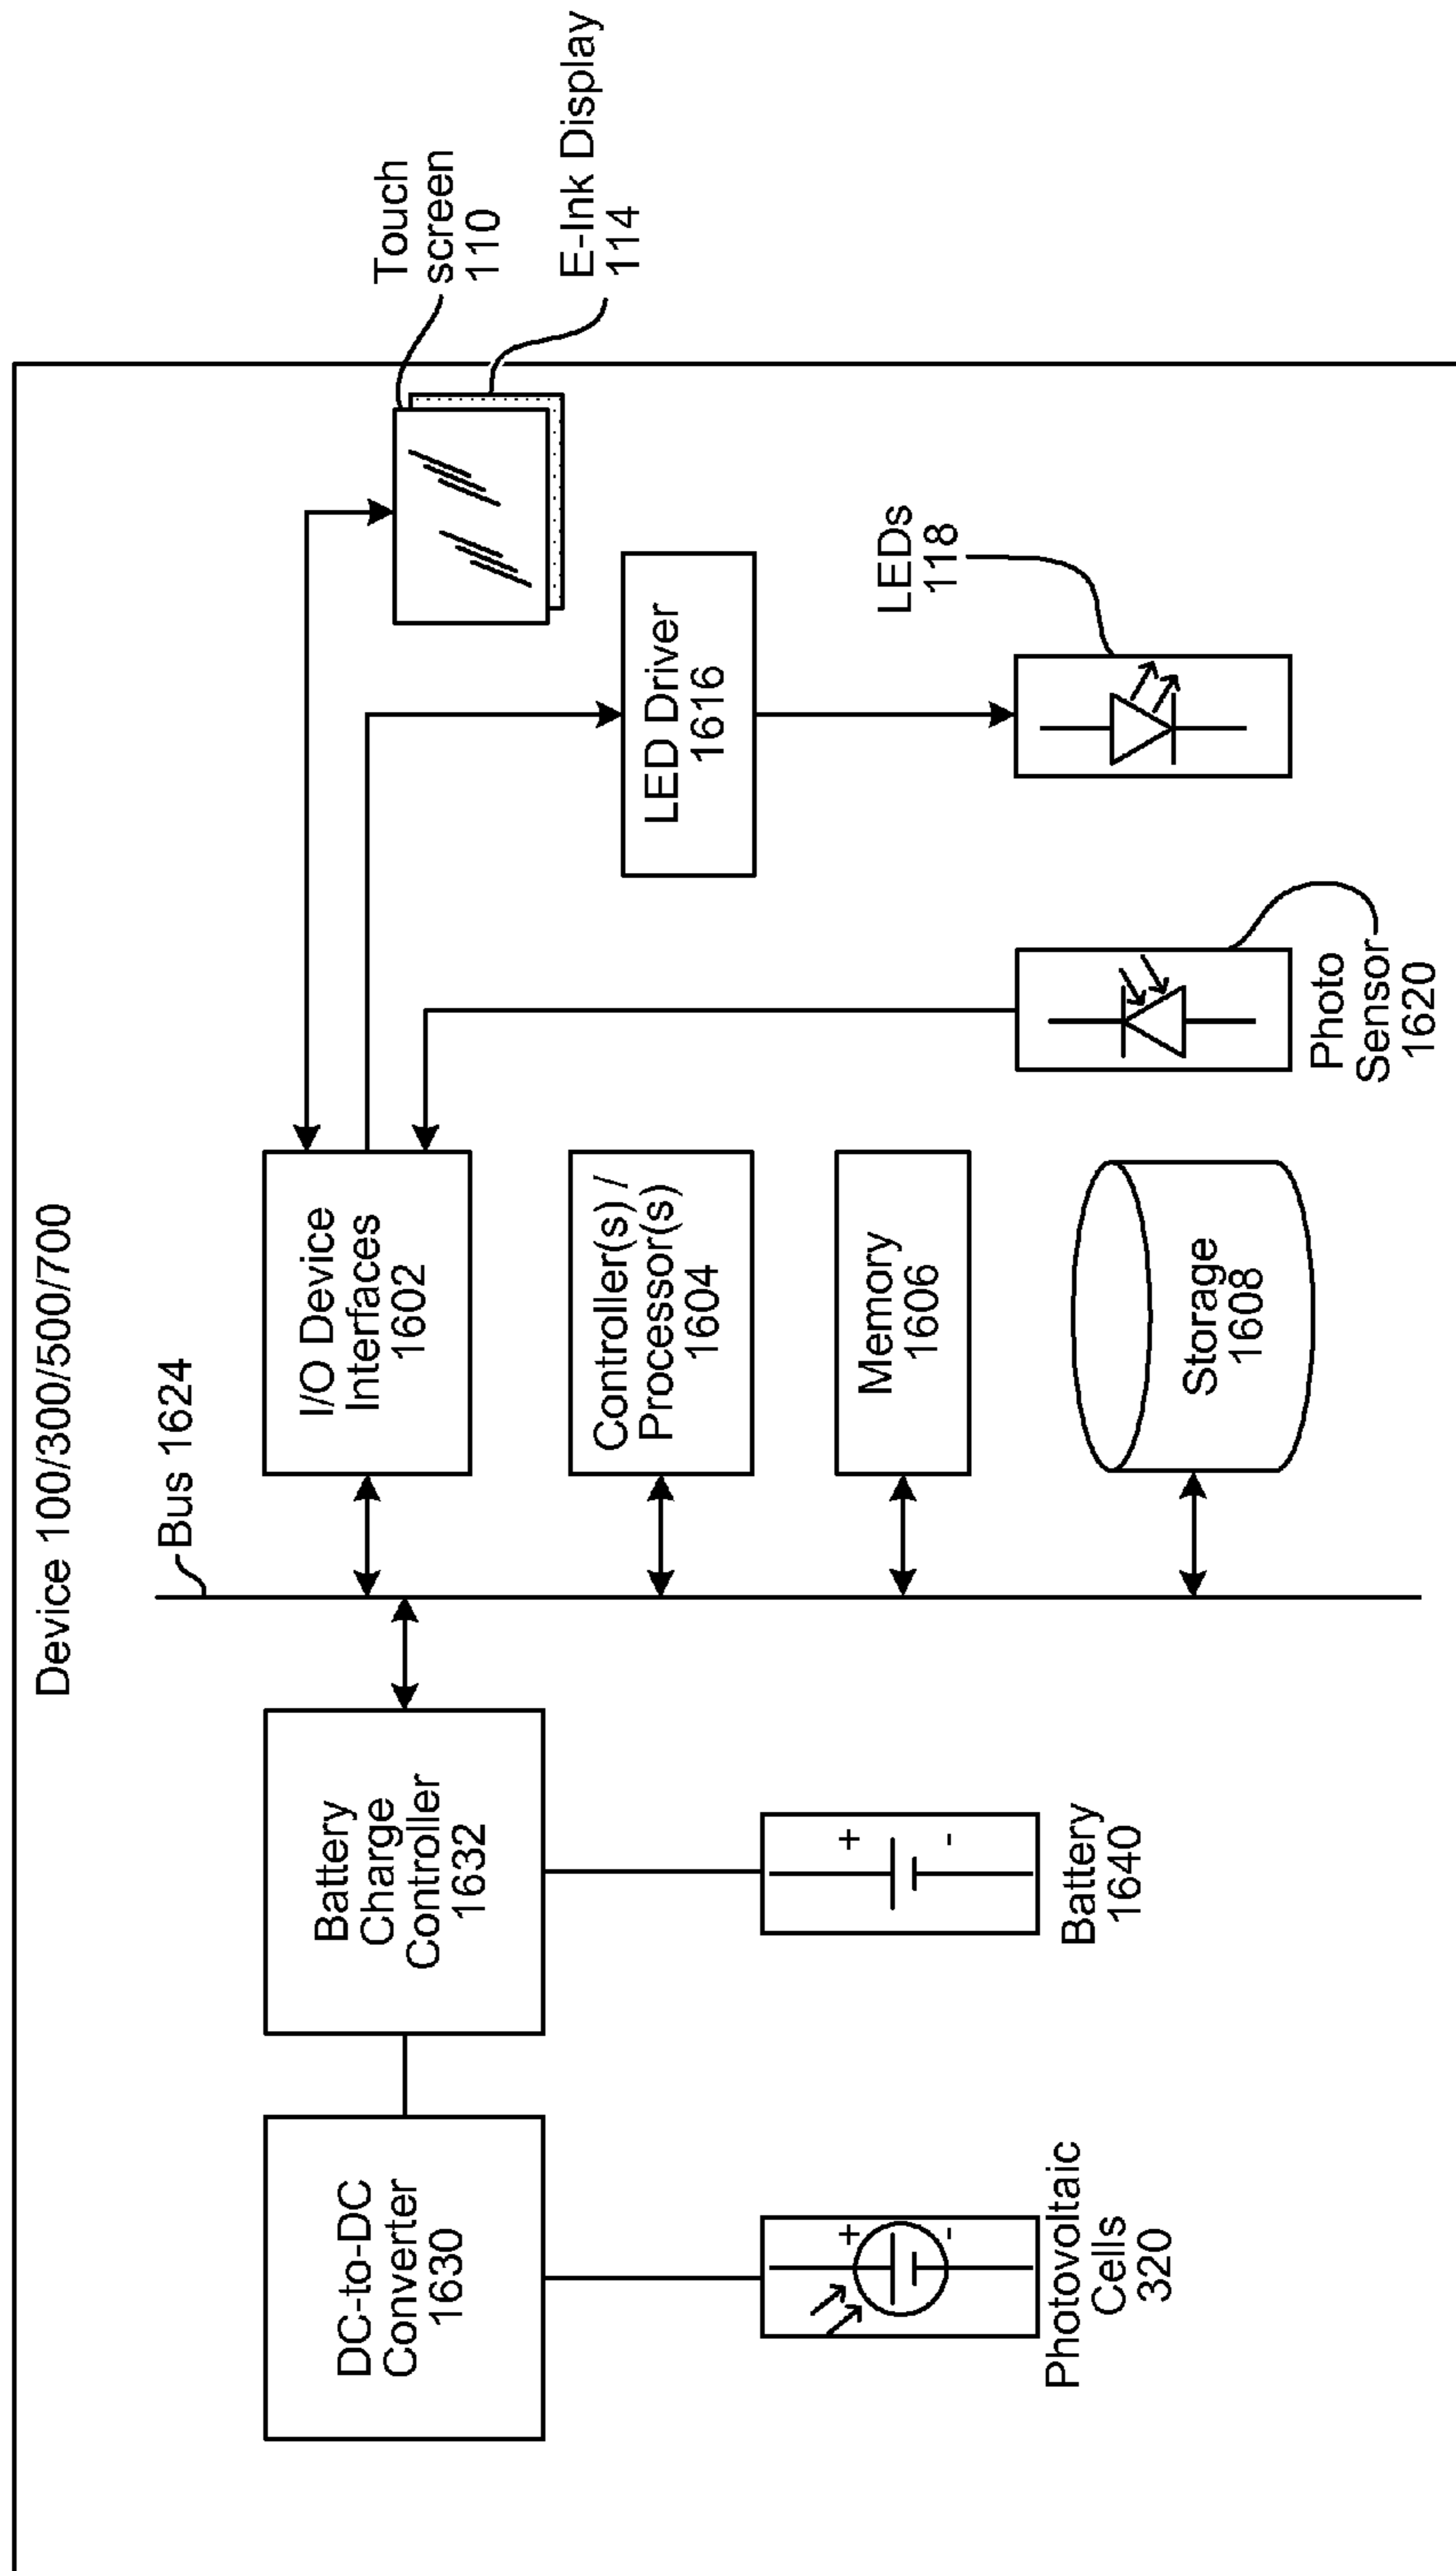 Device 100/300/500/700
Bus 1624
DC-to-DC
Converter
1630
Battery
Charge
Controller
1632
+
-
Photovoltaic
Cells
320
+
-
Battery
1640
I/O Device
Interfaces
1602
Controller(s) /
Processor(s)
1604
Memory
1606
Storage
1608
Touch
screen
110
E-Ink Display
114
LED Driver
1616
LEDs
118
Photo
Sensor
1620